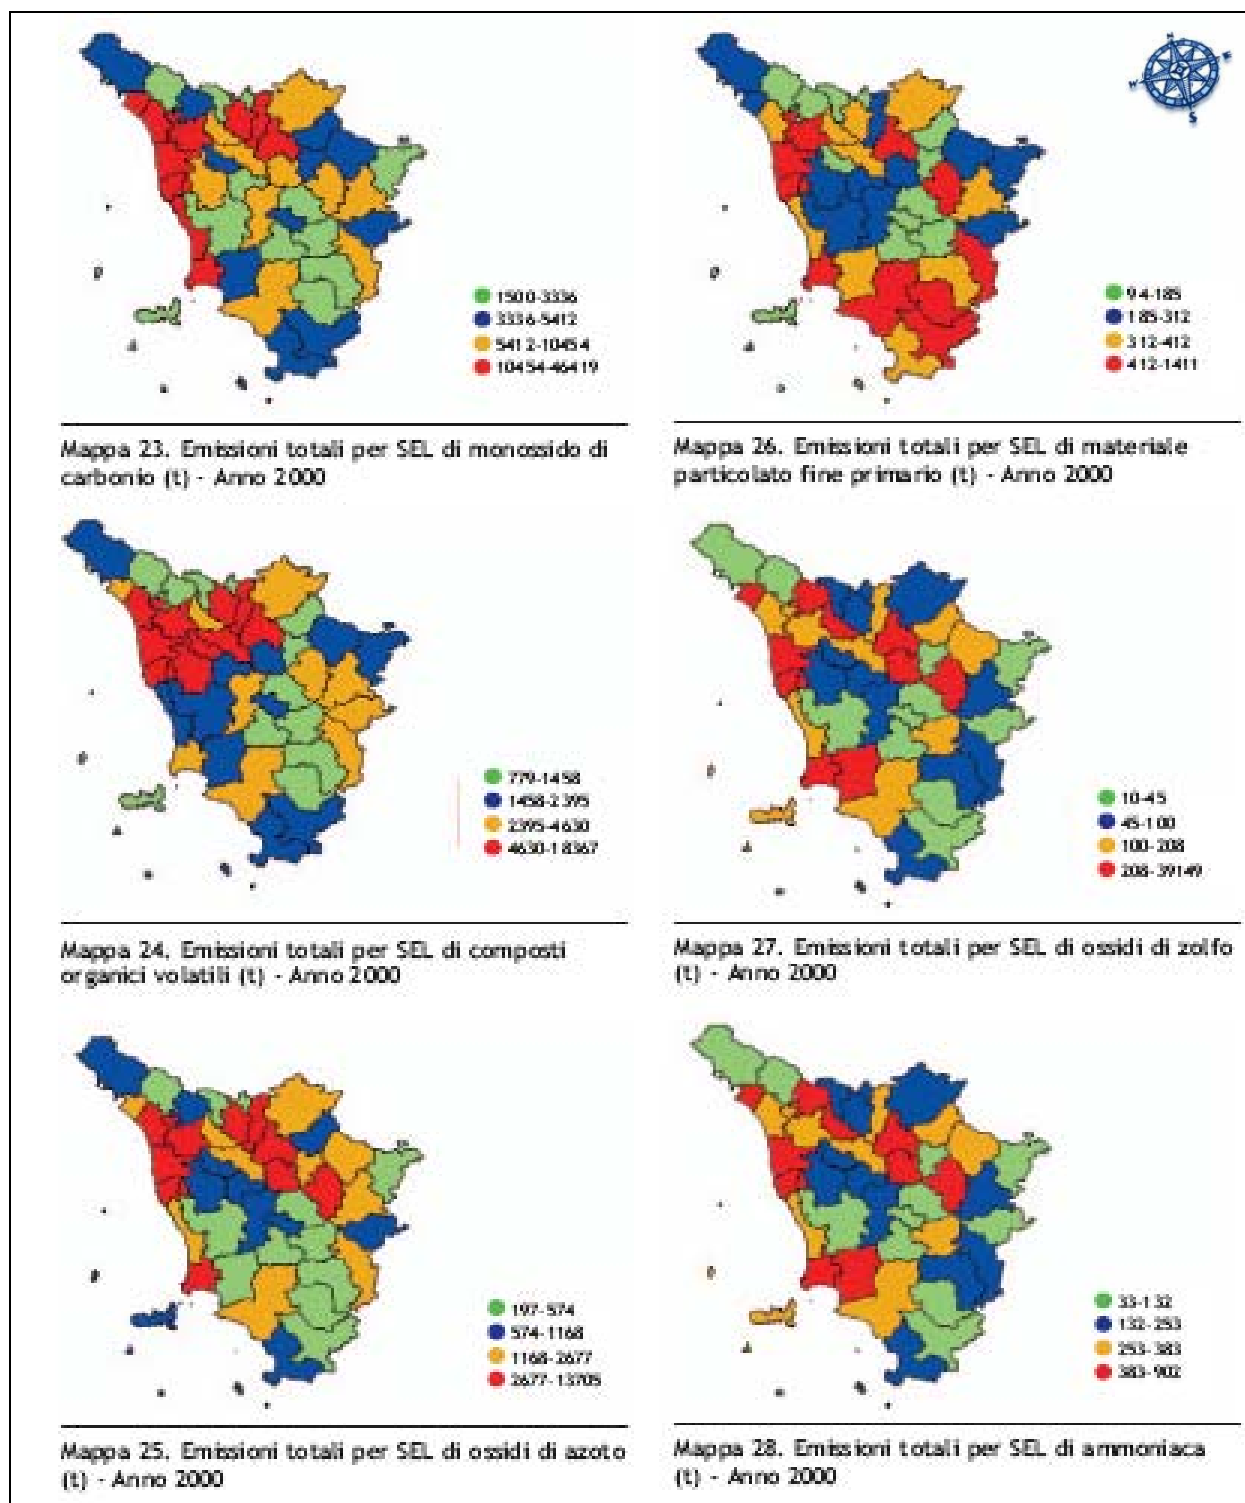 N
W
E
S
1500-3336
3336-5412
5412-10454
10454-46419
Mappa 23. Emissioni totali per SEL di monossido di
carbonio (t) - Anno 2000
94-185
185-312
312-412
412-1411
Mappa 26. Emissioni totali per SEL di materiale
particolato fine primario (t) - Anno 2000
779-1458
1458-2395
2395-4630
4630-18367
Mappa 24. Emissioni totali per SEL di composti
organici volatili (t) - Anno 2000
10-45
45-100
100-208
208-39149
Mappa 27. Emissioni totali per SEL di ossidi di zolfo
(t) - Anno 2000
197-574
574-1168
1168-2677
2677-13705
Mappa 25. Emissioni totali per SEL di ossidi di azoto
(t) - Anno 2000
33-132
132-253
253-383
383-902
Mappa 28. Emissioni totali per SEL di ammoniaca
(t) - Anno 2000